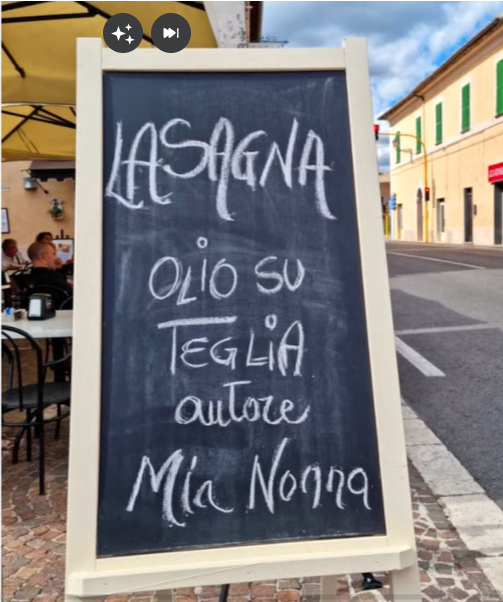 LASAGNA
OLiO SU
TEGLiA
autore
Mia Nonna